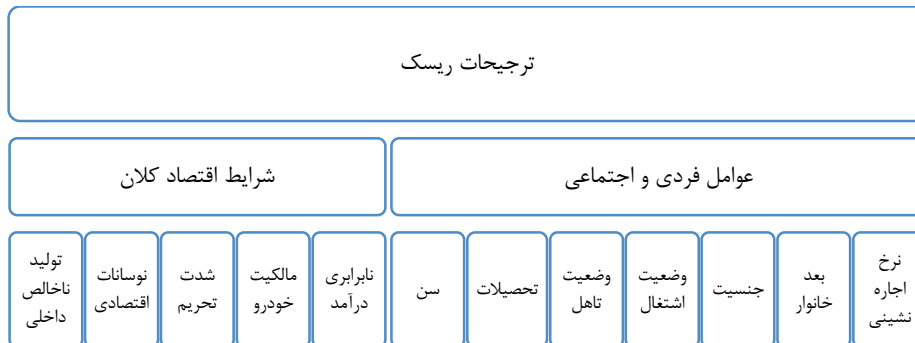 ترجیحات ریسک
عوامل فردی و اجتماعی
شرایط اقتصاد کلان
نرخ
اجاره
نشینی
بعد
خانوار
جنسیت
وضعیت
اشتغال
وضعیت
تاهل
تحصیلات
سن
نابرابری
درآمد
مالکیت
خودرو
شدت
تحریم
نوسانات
اقتصادی
تولید
ناخالص
داخلی